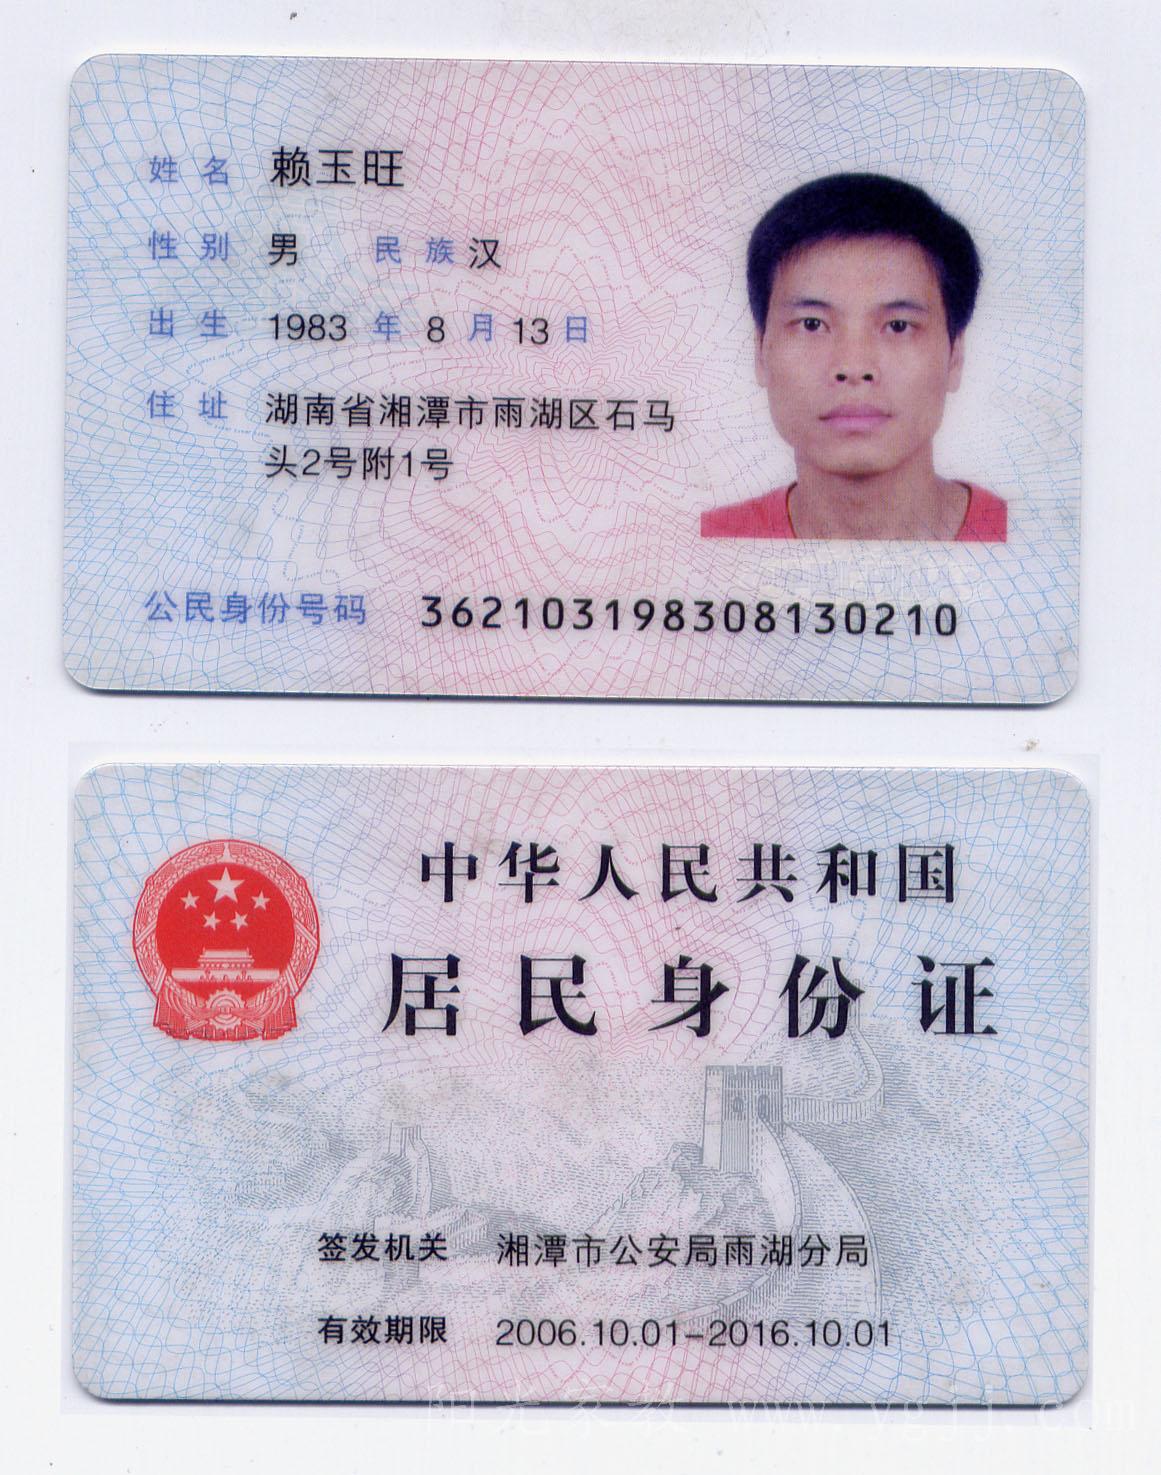 姓名 赖玉旺
性别 男 民族 汉
出生 1983 年 8 月 13 日
住址 湖南省湘潭市雨湖区石马
头2号附1号
公民身份号码 362103198308130210
中华人民共和国
居民身份证
签发机关 湘潭市公安局雨湖分局
有效期限 2006.10.01-2016.10.01
阳光家教 www.ygjj.com